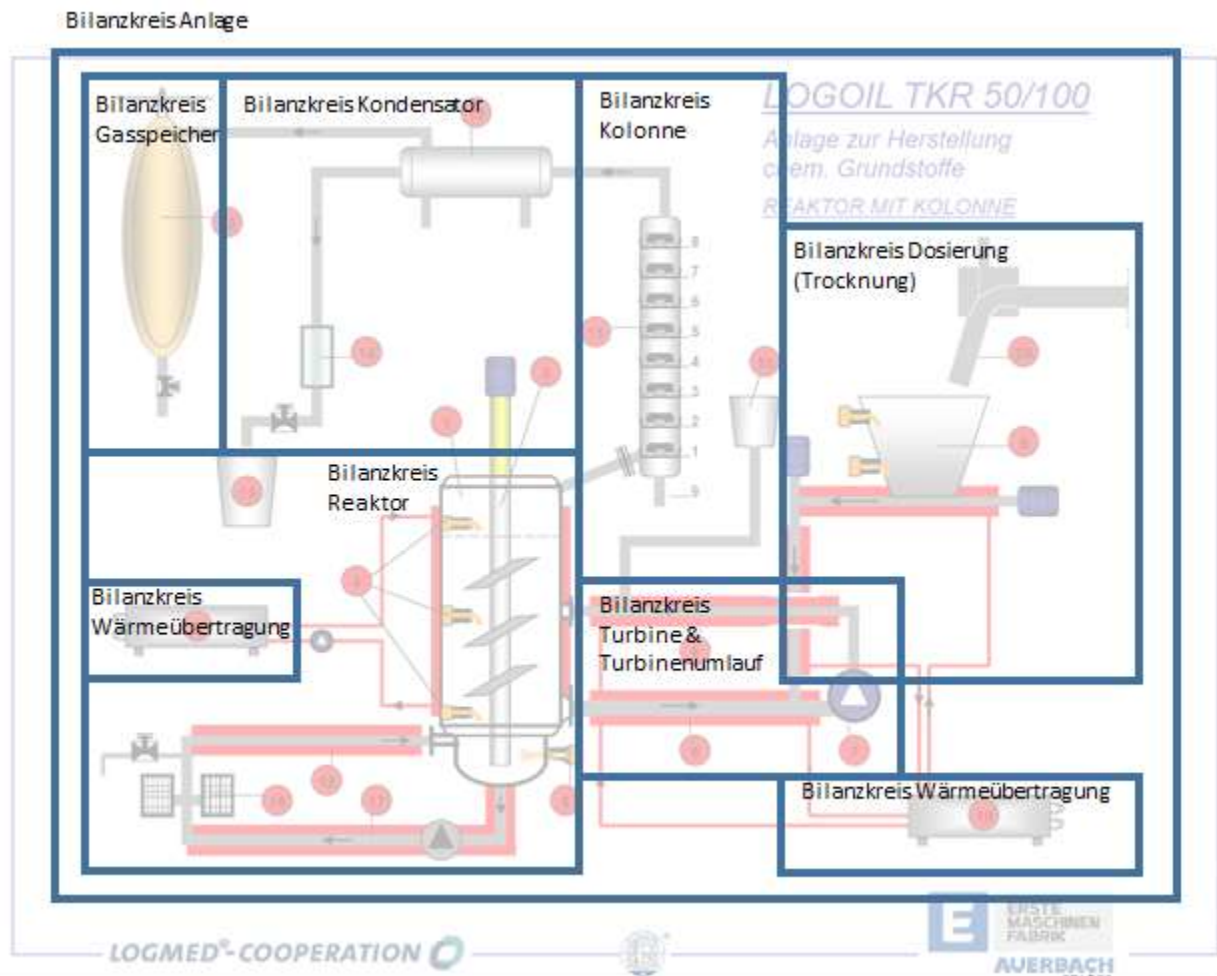 Bilanzkreis Anlage
Bilanzkreis
Gasspeicher
Bilanzkreis Kondensator
Bilanzkreis
Kolonne
LOGOIL TKR 50/100
Anlage zur Herstellung
chem. Grundstoffe
REAKTOR MIT KOLONNE
Bilanzkreis Dosierung
(Trocknung)
8
7
6
5
4
3
2
1
9
Bilanzkreis
Reaktor
Bilanzkreis
Wärmeübertragung
Bilanzkreis
Turbine &
Turbinenumlauf
Bilanzkreis Wärmeübertragung
LOGMED®-COOPERATION
E
ERSTE
MASCHINEN
FABRIK
AUERBACH